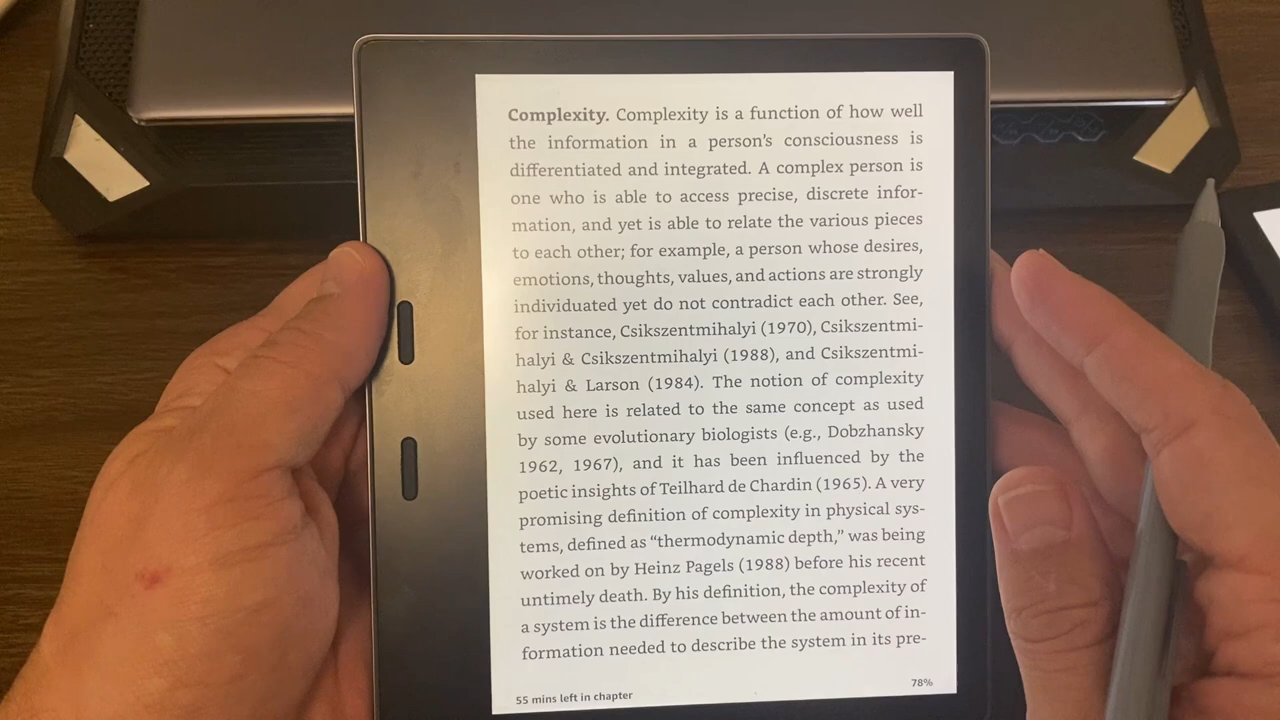 Complexity. Complexity is a function of how well
the information in a person's consciousness is
differentiated and integrated. A complex person is
one who is able to access precise, discrete infor-
mation, and yet is able to relate the various pieces
to each other; for example, a person whose desires,
emotions, thoughts, values, and actions are strongly
individuated yet do not contradict each other. See,
for instance, Csikszentmihalyi (1970), Csikszentmi-
halyi & Csikszentmihalyi (1988), and Csikszentmi-
halyi & Larson (1984). The notion of complexity
used here is related to the same concept as used
by some evolutionary biologists (e.g., Dobzhansky
1962, 1967), and it has been influenced by the
poetic insights of Teilhard de Chardin (1965). A very
promising definition of complexity in physical sys-
tems, defined as “thermodynamic depth,” was being
worked on by Heinz Pagels (1988) before his recent
untimely death. By his definition, the complexity of
a system is the difference between the amount of in-
formation needed to describe the system in its pre-
55 mins left in chapter
78%